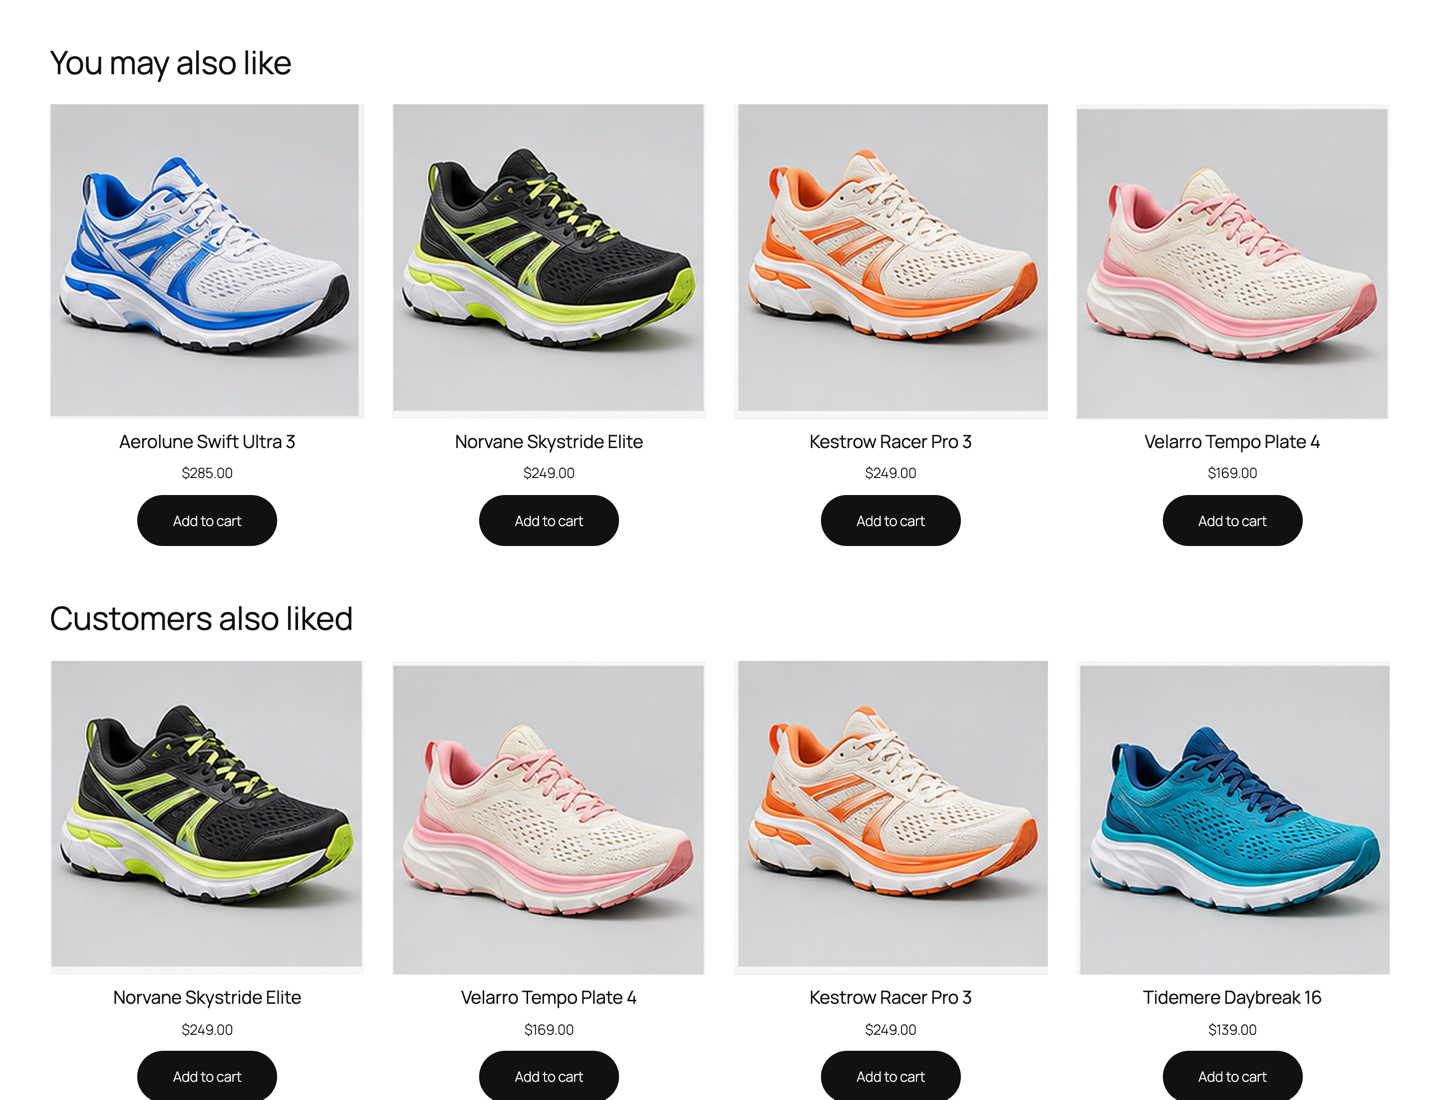 You may also like
Aerolune Swift Ultra 3
Norvane Skystride Elite
Kestrow Racer Pro 3
Velarro Tempo Plate 4
$285.00
$249.00
$249.00
$169.00
Add to cart
Add to cart
Add to cart
Add to cart
Customers also liked
Norvane Skystride Elite
Velarro Tempo Plate 4
Kestrow Racer Pro 3
Tidemere Daybreak 16
$249.00
$169.00
$249.00
$139.00
Add to cart
Add to cart
Add to cart
Add to cart